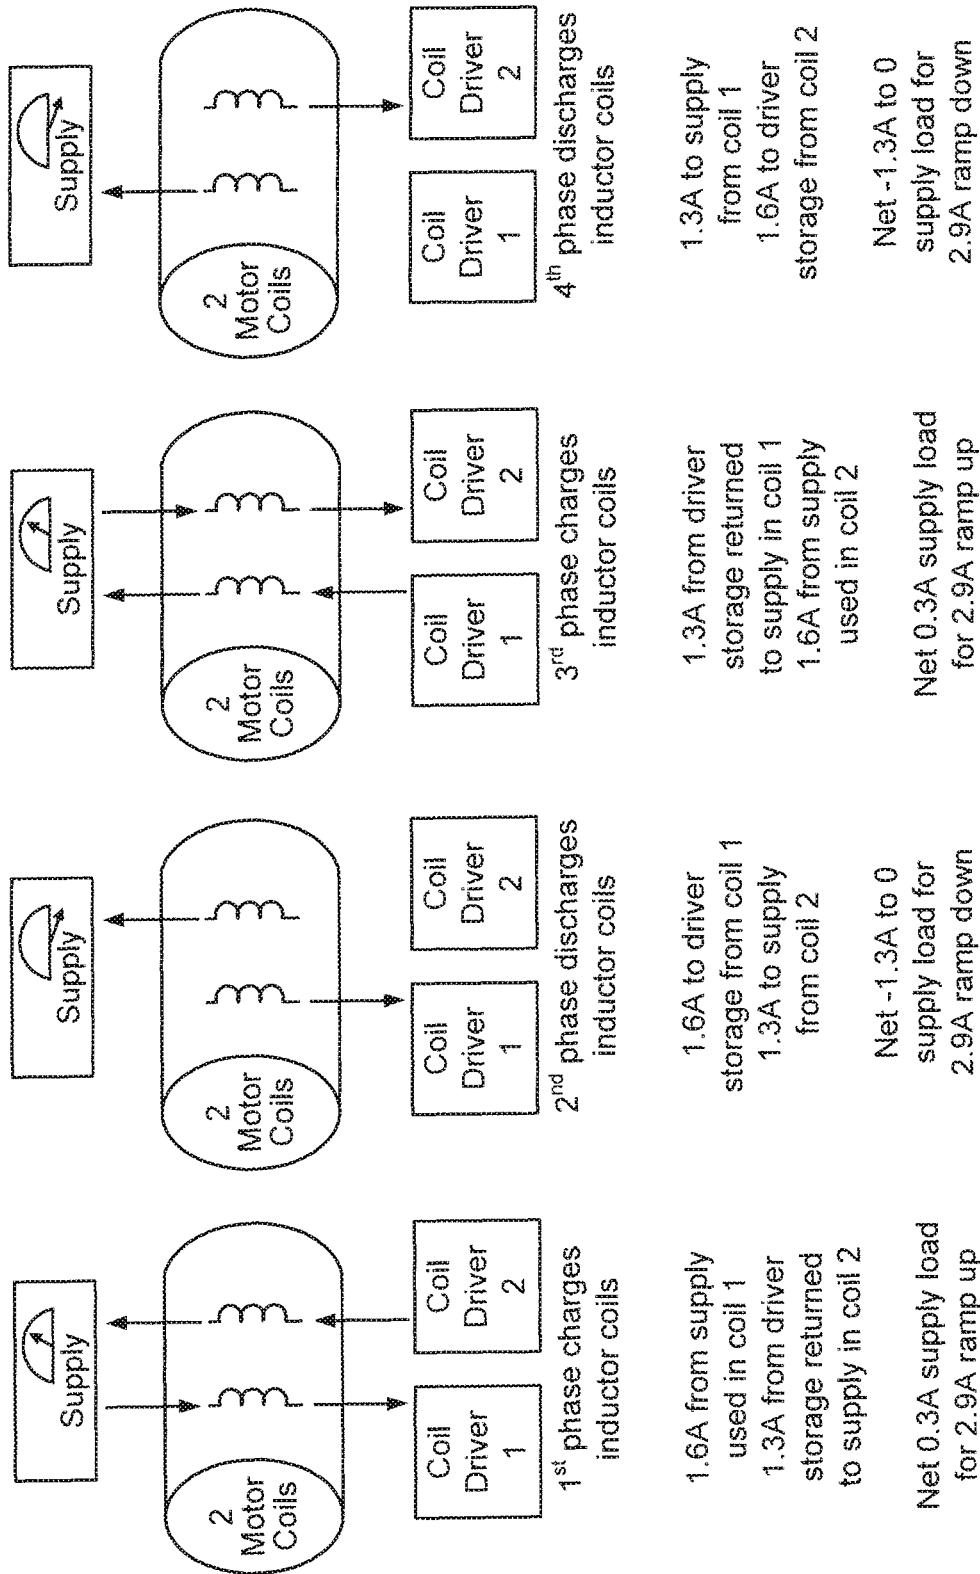 Supply
2
Motor
Coils
Coil
Driver
1
Coil
Driver
2
1st phase charges
inductor coils
1.6A from supply
used in coil 1
1.3A from driver
storage returned
to supply in coil 2
Net 0.3A supply load
for 2.9A ramp up
Supply
2
Motor
Coils
Coil
Driver
1
Coil
Driver
2
2nd phase discharges
inductor coils
1.6A to driver
storage from coil 1
1.3A to supply
from coil 2
Net -1.3A to 0
supply load for
2.9A ramp down
Supply
2
Motor
Coils
Coil
Driver
1
Coil
Driver
2
3rd phase charges
inductor coils
1.3A from driver
storage returned
to supply in coil 1
1.6A from supply
used in coil 2
Net 0.3A supply load
for 2.9A ramp up
Supply
2
Motor
Coils
Coil
Driver
1
Coil
Driver
2
4th phase discharges
inductor coils
1.3A to supply
from coil 1
1.6A to driver
storage from coil 2
Net -1.3A to 0
supply load for
2.9A ramp down